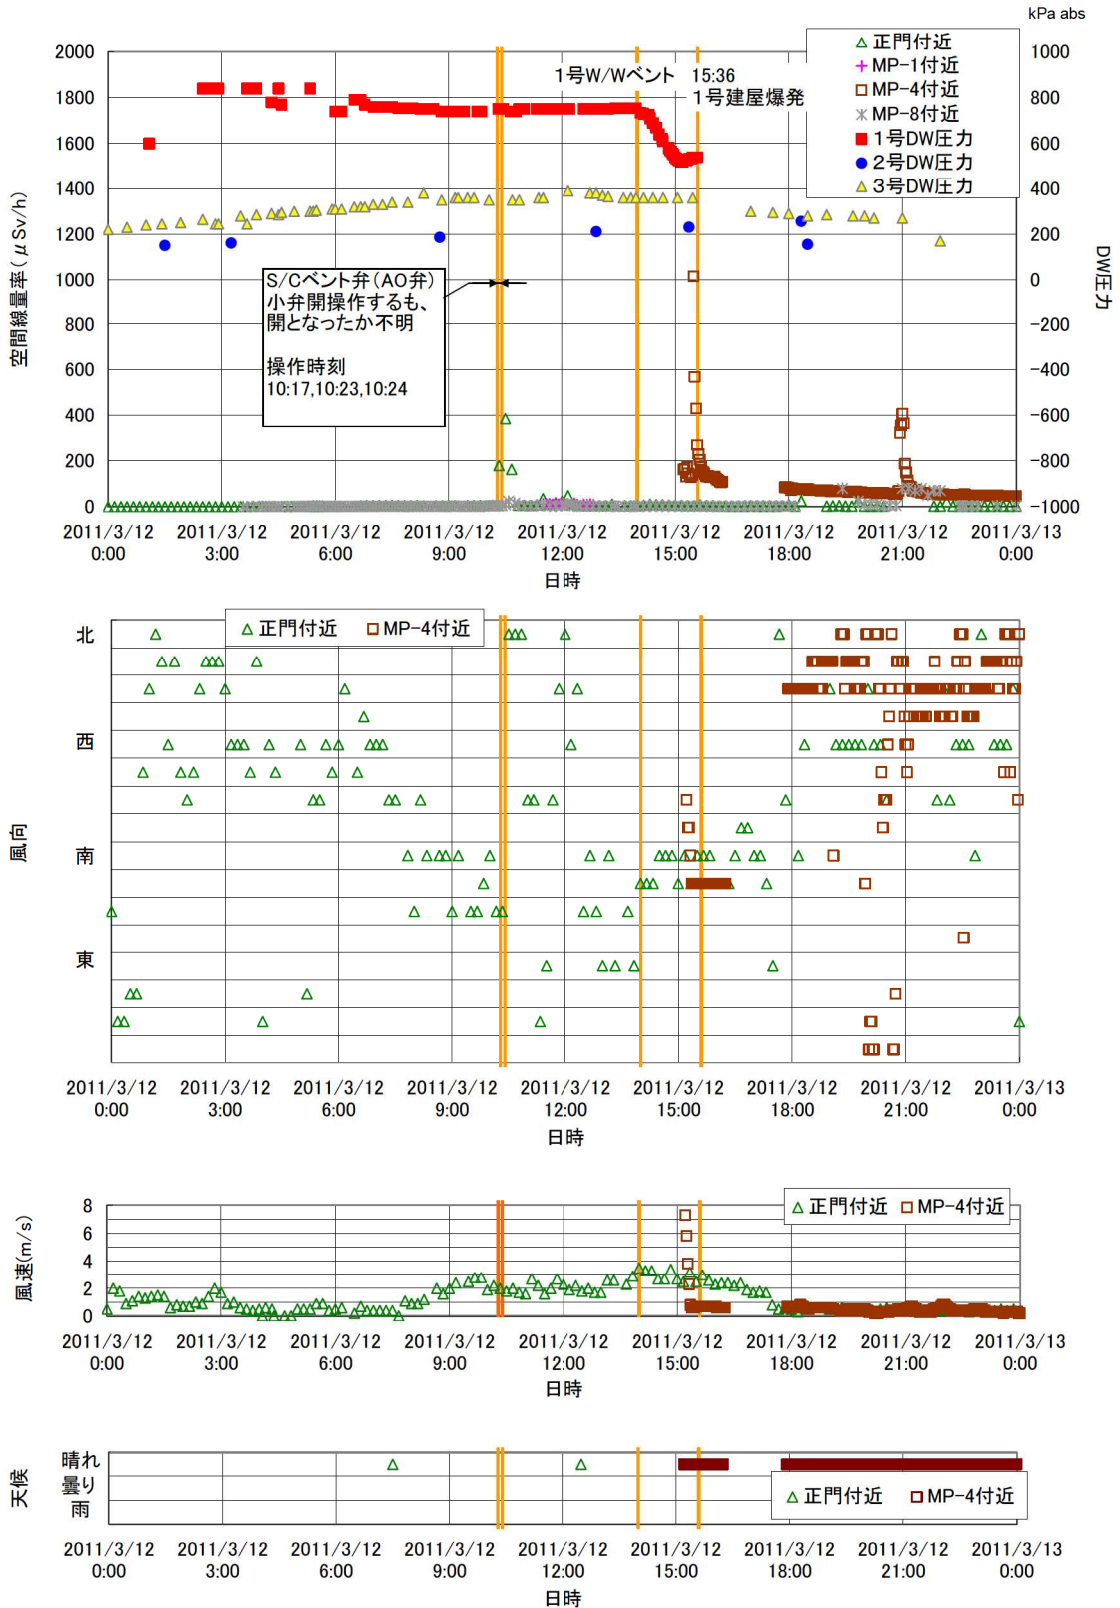 kPa abs
2000
1800
1600
1400
1200
1000
800
600
400
200
0
空間線量率(μSv/h)
1000
800
600
400
200
0
-200
-400
-600
-800
-1000
DW圧力
正門付近
MP-1付近
MP-4付近
MP-8付近
1号DW圧力
2号DW圧力
3号DW圧力
1号W/Wベント
15:36
1号建屋爆発
S/Cベント弁(AO弁)
小弁開操作するも、
開となったか不明
操作時刻
10:17,10:23,10:24
2011/3/12 2011/3/12 2011/3/12 2011/3/12 2011/3/12 2011/3/12 2011/3/12 2011/3/12 2011/3/13
0:00 3:00 6:00 9:00 12:00 15:00 18:00 21:00 0:00
日時
正門付近 MP-4付近
北
西
南
東
風向
2011/3/12 2011/3/12 2011/3/12 2011/3/12 2011/3/12 2011/3/12 2011/3/12 2011/3/12 2011/3/13
0:00 3:00 6:00 9:00 12:00 15:00 18:00 21:00 0:00
日時
正門付近 MP-4付近
8
6
4
2
0
風速(m/s)
2011/3/12 2011/3/12 2011/3/12 2011/3/12 2011/3/12 2011/3/12 2011/3/12 2011/3/12 2011/3/13
0:00 3:00 6:00 9:00 12:00 15:00 18:00 21:00 0:00
日時
晴れ
曇り
雨
天候
正門付近 MP-4付近
2011/3/12 2011/3/12 2011/3/12 2011/3/12 2011/3/12 2011/3/12 2011/3/12 2011/3/12 2011/3/13
0:00 3:00 6:00 9:00 12:00 15:00 18:00 21:00 0:00
日時